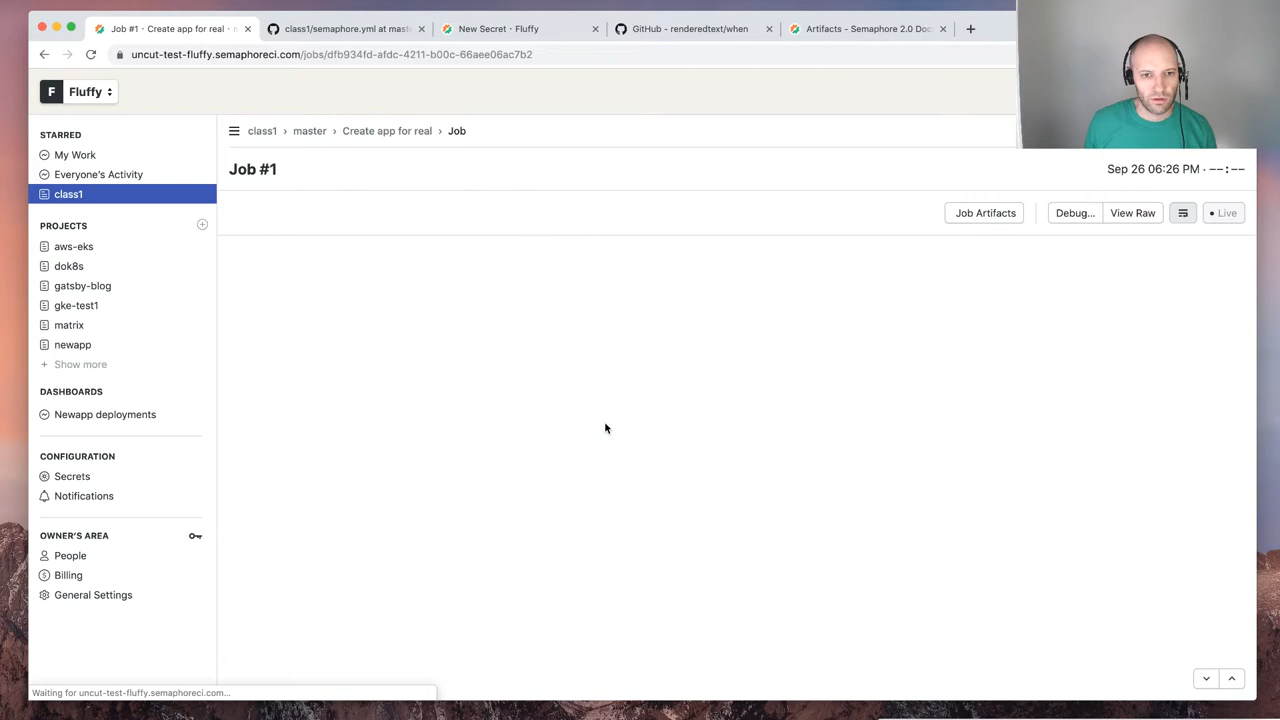 Job #1 · Create app for real ·
class1/semaphore.yml at mast
New Secret · Fluffy
GitHub - renderedtext/when
Artifacts - Semaphore 2.0 Doc
uncut-test-fluffy.semaphoreci.com/jobs/dfb934fd-afdc-4211-b00c-66aee06ac7b2
F Fluffy
class1 › master › Create app for real › Job
Job #1
Sep 26 06:26 PM · --:--
Job Artifacts
Debug...
View Raw
Live
STARRED
My Work
Everyone's Activity
class1
PROJECTS
aws-eks
dok8s
gatsby-blog
gke-test1
matrix
newapp
+ Show more
DASHBOARDS
Newapp deployments
CONFIGURATION
Secrets
Notifications
OWNER'S AREA
People
Billing
General Settings
Waiting for uncut-test-fluffy.semaphoreci.com...